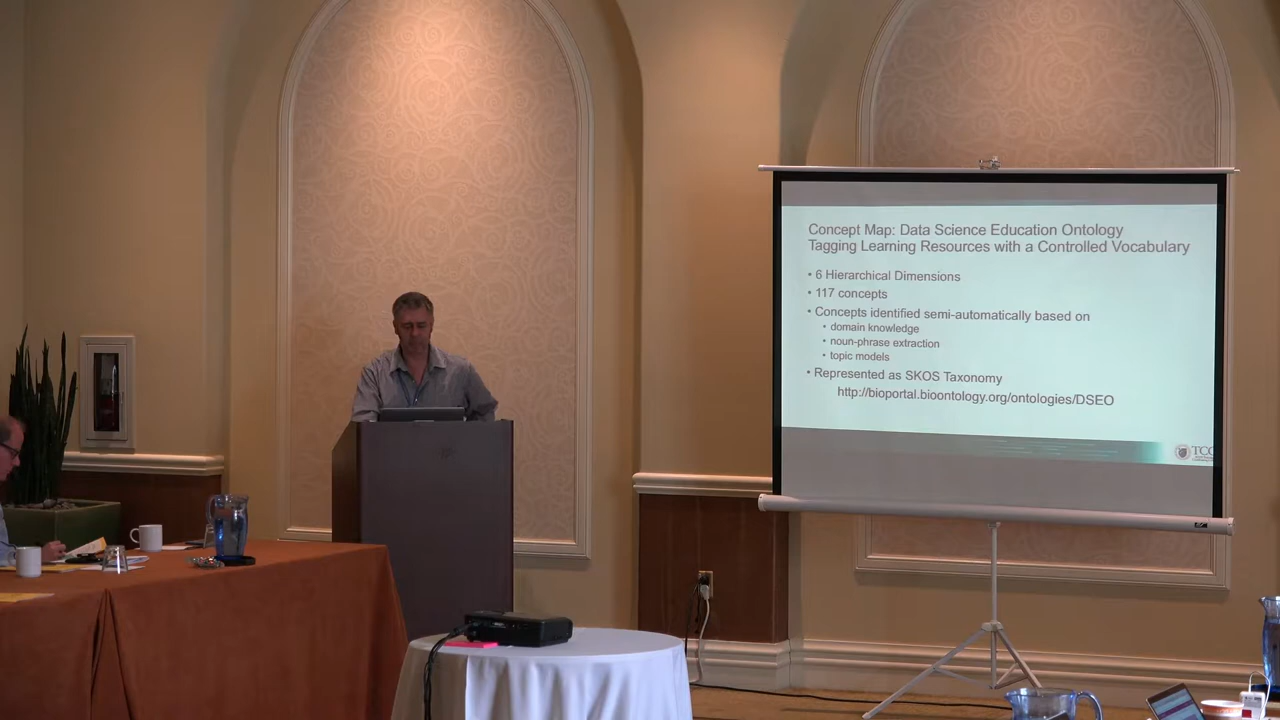 Concept Map: Data Science Education Ontology
Tagging Learning Resources with a Controlled Vocabulary
• 6 Hierarchical Dimensions
• 117 concepts
• Concepts identified semi-automatically based on
• domain knowledge
• noun-phrase extraction
• topic models
• Represented as SKOS Taxonomy
http://bioportal.bioontology.org/ontologies/DSEO